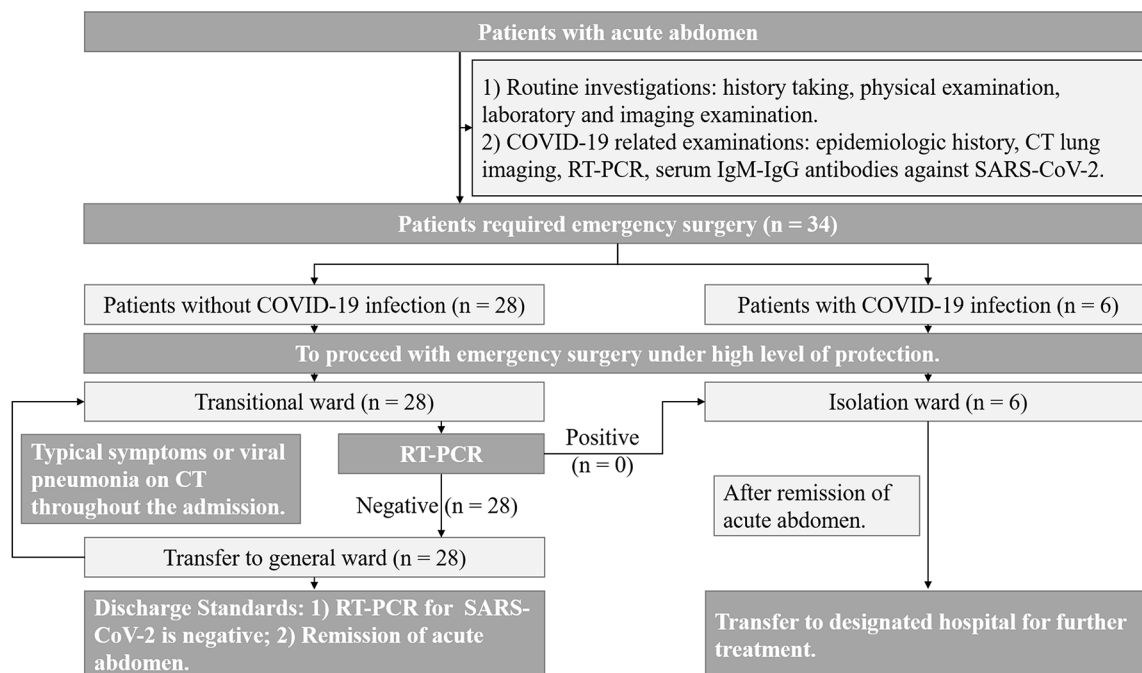 Patients with acute abdomen
1) Routine investigations: history taking, physical examination,
laboratory and imaging examination.
2) COVID-19 related examinations: epidemiologic history, CT lung
imaging, RT-PCR, serum IgM-IgG antibodies against SARS-CoV-2.
Patients required emergency surgery (n = 34)
Patients without COVID-19 infection (n = 28)
Patients with COVID-19 infection (n = 6)
To proceed with emergency surgery under high level of protection.
Transitional ward (n = 28)
Isolation ward (n = 6)
Typical symptoms or viral
pneumonia on CT
throughout the admission.
RT-PCR
Positive
(n = 0)
Negative (n = 28)
After remission of
acute abdomen.
Transfer to general ward (n = 28)
Discharge Standards: 1) RT-PCR for SARS-
CoV-2 is negative; 2) Remission of acute
abdomen.
Transfer to designated hospital for further
treatment.